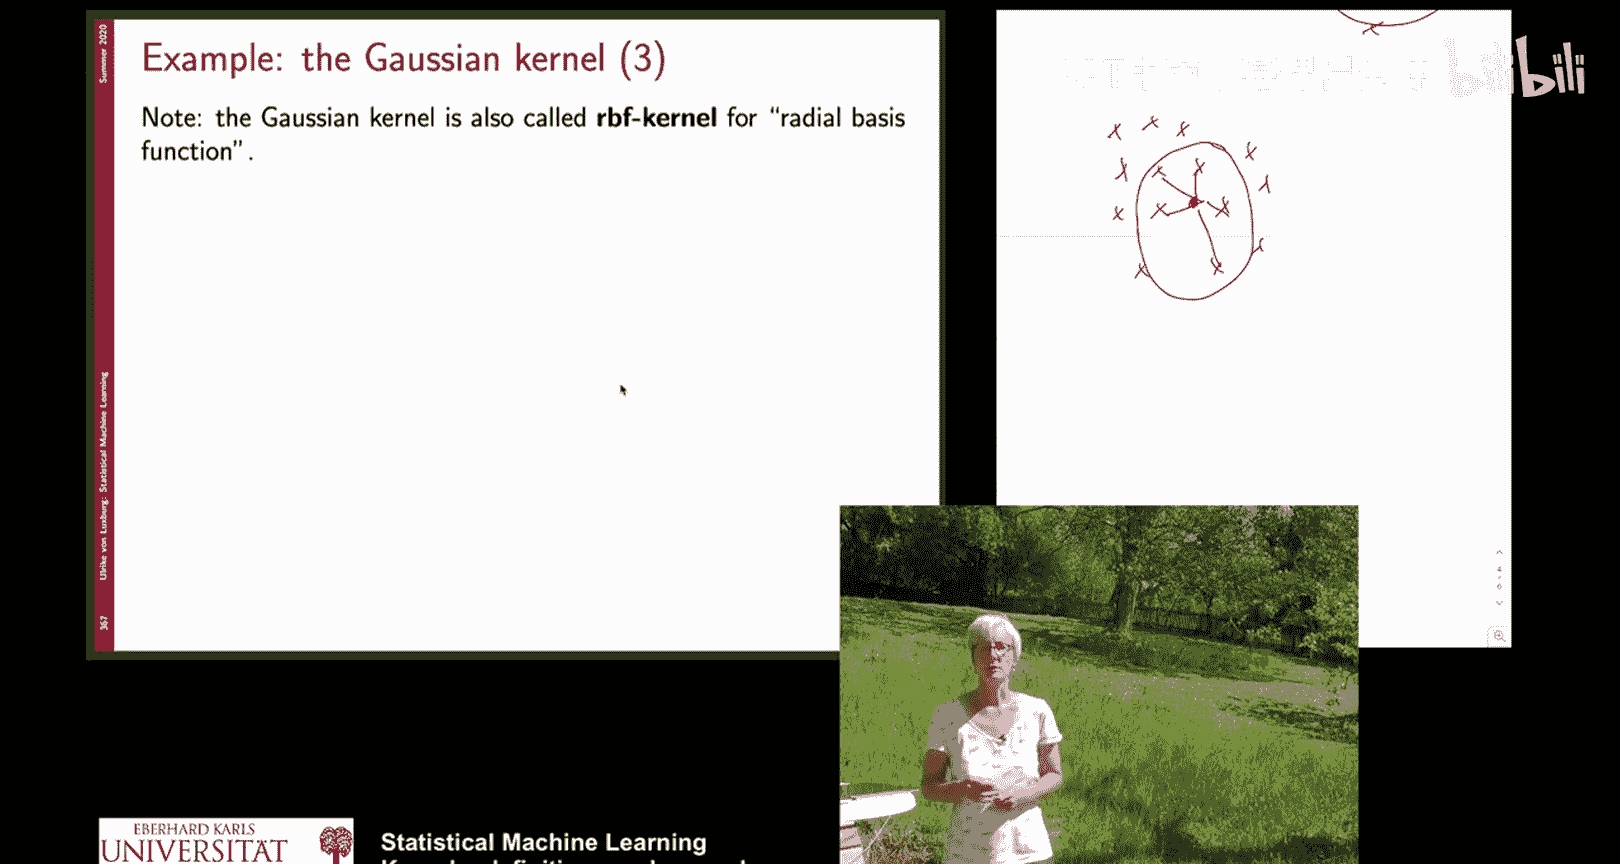 Summer 2020
Example: the Gaussian kernel (3)
Note: the Gaussian kernel is also called rbf-kernel for “radial basis
function”.
Ulrike von Luxburg: Statistical Machine Learning
367
bilibili
EBERHARD KARLS
UNIVERSITÄT
Statistical Machine Learning